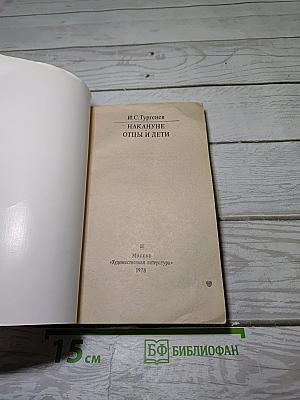 И.С.Тургенев
НАКАНУНЕ
ОТЦЫ И ДЕТИ
Москва
«Художественная литература»
1978
15 см
БФ БИБЛИОФАН